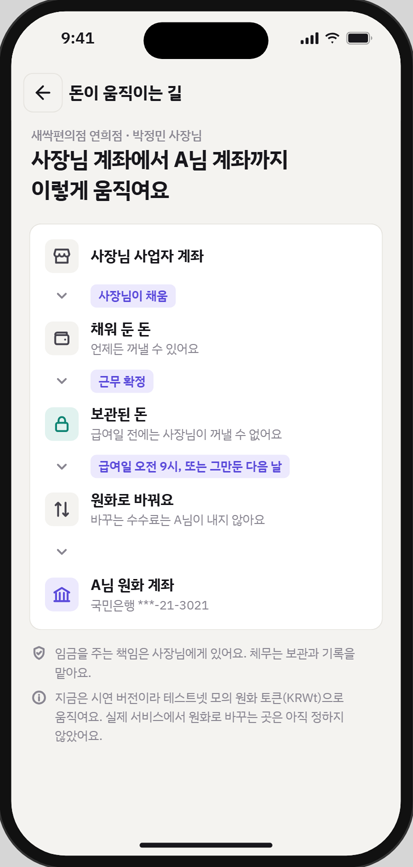 9:41
돈이 움직이는 길
새싹편의점 연희점 · 박정민 사장님
사장님 계좌에서 A님 계좌까지
이렇게 움직여요
사장님 사업자 계좌
사장님이 채움
채워 둔 돈
언제든 꺼낼 수 있어요
근무 확정
보관된 돈
급여일 전에는 사장님이 꺼낼 수 없어요
급여일 오전 9시, 또는 그만둔 다음 날
원화로 바꿔요
바꾸는 수수료는 A님이 내지 않아요
A님 원화 계좌
국민은행 ***-21-3021
임금을 주는 책임은 사장님에게 있어요. 체무는 보관과 기록을
맡아요.
지금은 시연 버전이라 테스트넷 모의 원화 토큰(KRWt)으로
움직여요. 실제 서비스에서 원화로 바꾸는 곳은 아직 정하지
않았어요.